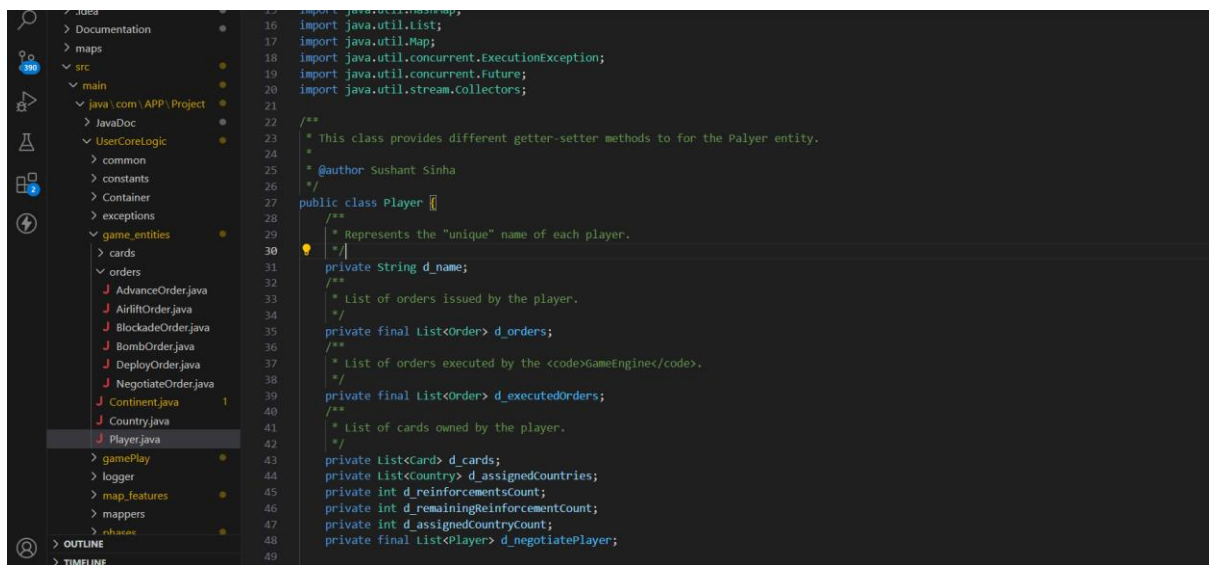 > .idea
> Documentation
> maps
390
∨ src
∨ main
∨ java\com\APP\Project
> JavaDoc
∨ UserCoreLogic
> common
> constants
2
> Container
> exceptions
∨ game_entities
> cards
∨ orders
J AdvanceOrder.java
J AirliftOrder.java
J BlockadeOrder.java
J BombOrder.java
J DeployOrder.java
J NegotiateOrder.java
J Continent.java 1
J Country.java
J Player.java
> gamePlay
> logger
> map_features
> mappers
> phases
> OUTLINE
> TIMELINE
15 import java.util.HashMap;
16 import java.util.List;
17 import java.util.Map;
18 import java.util.concurrent.ExecutionException;
19 import java.util.concurrent.Future;
20 import java.util.stream.Collectors;
21
22 /**
23 * This class provides different getter-setter methods to for the Palyer entity.
24 *
25 * @author Sushant Sinha
26 */
27 public class Player {
28 /**
29 * Represents the "unique" name of each player.
30 */
31 private String d_name;
32 /**
33 * List of orders issued by the player.
34 */
35 private final List<Order> d_orders;
36 /**
37 * List of orders executed by the <code>GameEngine</code>.
38 */
39 private final List<Order> d_executedOrders;
40 /**
41 * List of cards owned by the player.
42 */
43 private List<Card> d_cards;
44 private List<Country> d_assignedCountries;
45 private int d_reinforcementsCount;
46 private int d_remainingReinforcementCount;
47 private int d_assignedCountryCount;
48 private final List<Player> d_negotiatePlayer;
49